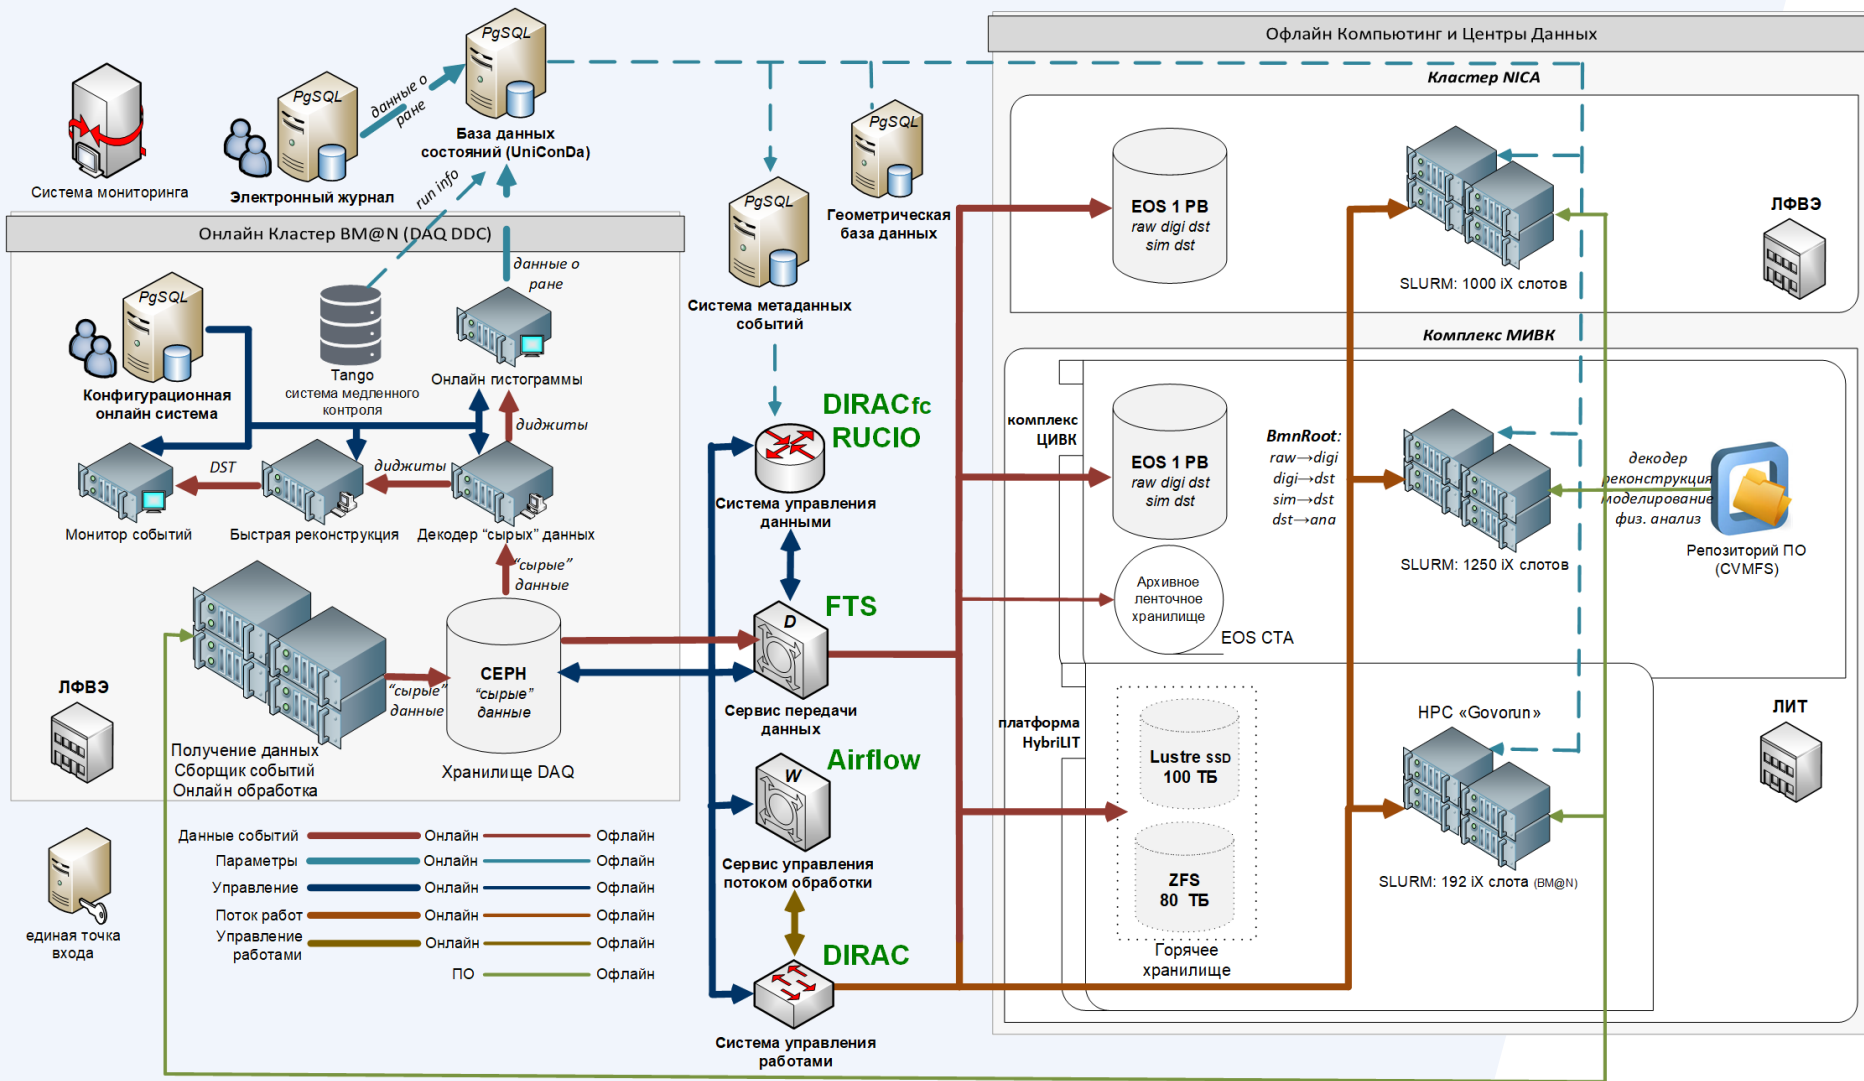 PgSQL
База данных
состояний (UniConDa)
PgSQL
Электронный журнал
данные о
ране
Система мониторинга
run info
PgSQL
Геометрическая
база данных
PgSQL
Система метаданных
событий
Онлайн Кластер BM@N (DAQ DDC)
PgSQL
Конфигурационная
онлайн система
Tango
система медленного
контроля
данные о
ране
Онлайн гистограммы
диджиты
DST
диджиты
Монитор событий
Быстрая реконструкция
Декодер “сырых” данных
“сырые”
данные
ЛФВЭ
Получение данных
Сборщик событий
Онлайн обработка
“сырые”
данные
CEPH
“сырые”
данные
Хранилище DAQ
единая точка
входа
Данные событий Онлайн Офлайн
Параметры Онлайн Офлайн
Управление Онлайн Офлайн
Поток работ Онлайн Офлайн
Управление
работами Онлайн Офлайн
ПО Офлайн
DIRACfc
RUCIO
Система управления
данными
FTS
D
Сервис передачи
данных
Airflow
W
Сервис управления
потоком обработки
DIRAC
Система управления
работами
Офлайн Компьютинг и Центры Данных
Кластер NICA
EOS 1 PB
raw digi dst
sim dst
SLURM: 1000 iX слотов
ЛФВЭ
Комплекс МИВК
комплекс
ЦИВК
EOS 1 PB
raw digi dst
sim dst
BmnRoot:
raw→digi
digi→dst
sim→dst
dst→ana
SLURM: 1250 iX слотов
декодер
реконструкция
моделирование
физ. анализ
Репозиторий ПО
(CVMFS)
Архивное
ленточное
хранилище
EOS CTA
платформа
HybriLIT
Lustre SSD
100 ТБ
ZFS
80 ТБ
Горячее
хранилище
HPC «Govorun»
SLURM: 192 iX слота (BM@N)
ЛИТ